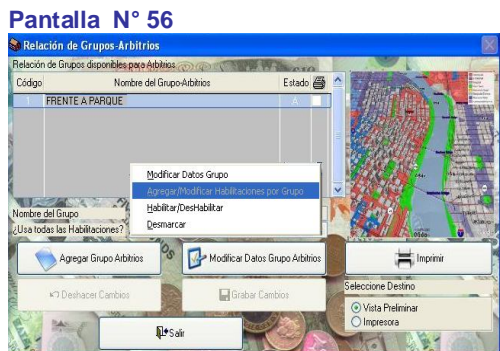 Pantalla N° 56
Relación de Grupos-Arbitrios
Relación de Grupos disponibles para Arbitrios
Código Nombre del Grupo-Arbitrios Estado
1 FRENTE A PARQUE A
Modificar Datos Grupo
Agregar/Modificar Habilitaciones por Grupo
Habilitar/DesHabilitar
Desmarcar
Nombre del Grupo
¿Usa todas las Habilitaciones?
Agregar Grupo Arbitrios
Modificar Datos Grupo Arbitrios
Imprimir
Deshacer Cambios
Grabar Cambios
Seleccione Destino
Vista Preliminar
Impresora
Salir